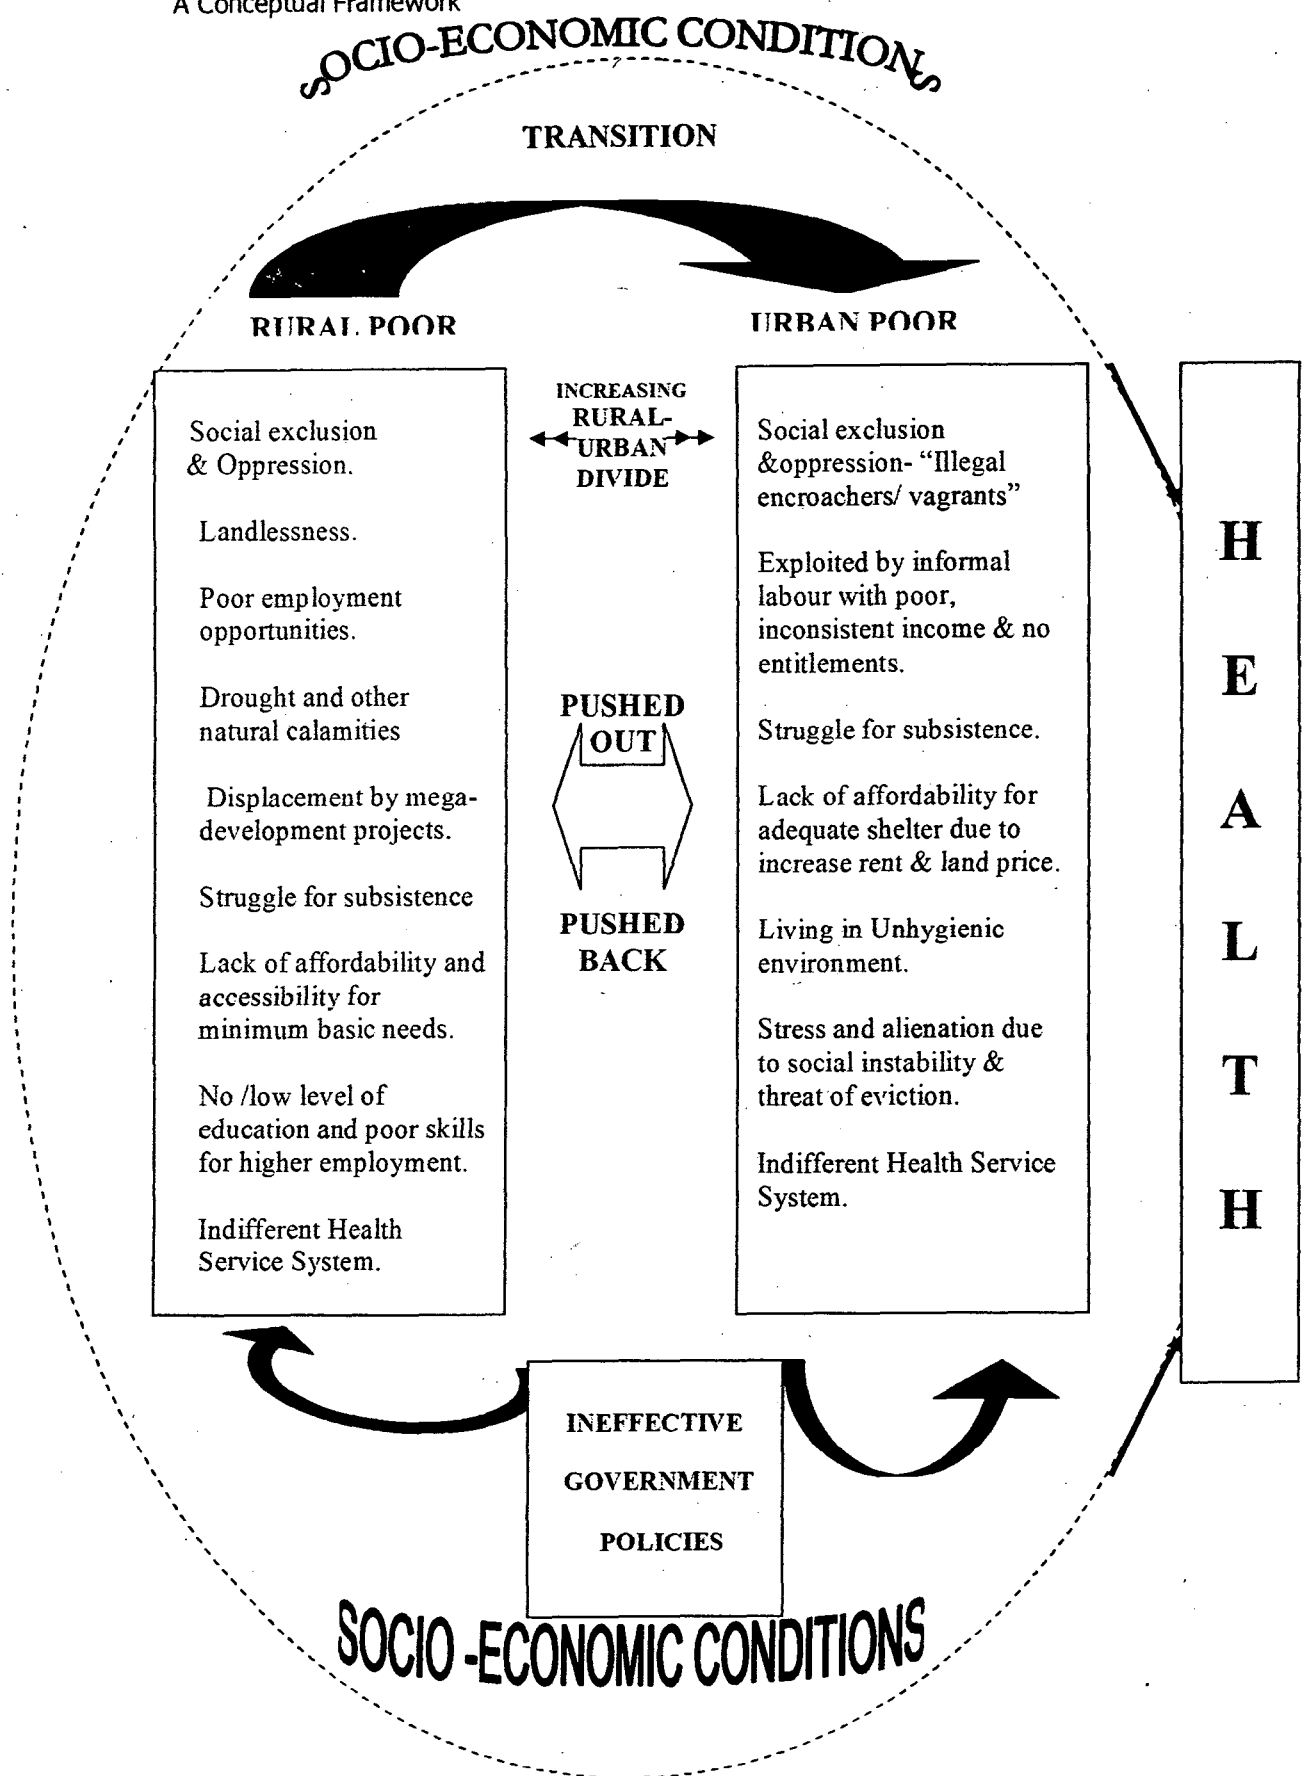 A Conceptual Framework
SOCIO-ECONOMIC CONDITIONS
TRANSITION
RURAL POOR
URBAN POOR
Social exclusion
& Oppression.
Landlessness.
Poor employment
opportunities.
Drought and other
natural calamities
Displacement by mega-
development projects.
Struggle for subsistence
Lack of affordability and
accessibility for
minimum basic needs.
No /low level of
education and poor skills
for higher employment.
Indifferent Health
Service System.
INCREASING
RURAL-
URBAN
DIVIDE
PUSHED
OUT
PUSHED
BACK
Social exclusion
&oppression- “Illegal
encroachers/ vagrants”
Exploited by informal
labour with poor,
inconsistent income & no
entitlements.
Struggle for subsistence.
Lack of affordability for
adequate shelter due to
increase rent & land price.
Living in Unhygienic
environment.
Stress and alienation due
to social instability &
threat of eviction.
Indifferent Health Service
System.
H
E
A
L
T
H
INEFFECTIVE
GOVERNMENT
POLICIES
SOCIO -ECONOMIC CONDITIONS